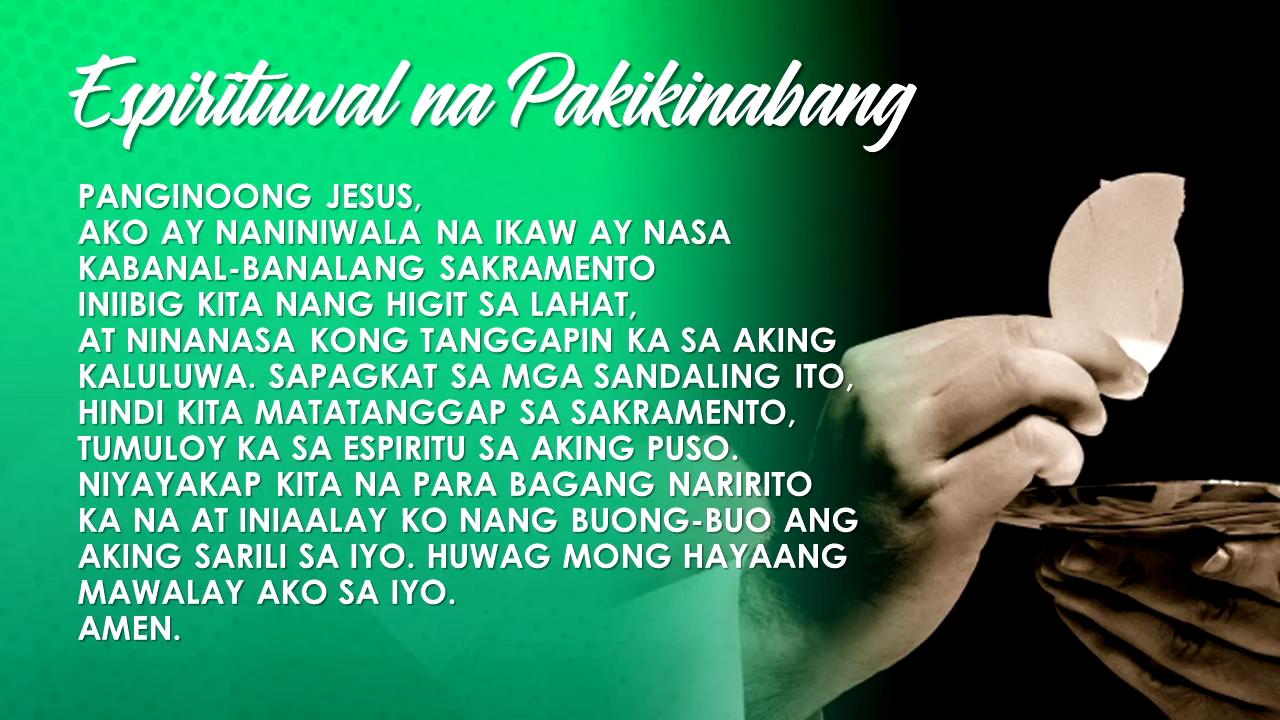 Espirituwal na Pakikinabang
PANGINOONG JESUS,
AKO AY NANINIWALA NA IKAW AY NASA
KABANAL-BANALANG SAKRAMENTO
INIIBIG KITA NANG HIGIT SA LAHAT,
AT NINANASA KONG TANGGAPIN KA SA AKING
KALULUWA. SAPAGKAT SA MGA SANDALING ITO,
HINDI KITA MATATANGGAP SA SAKRAMENTO,
TUMULOY KA SA ESPIRITU SA AKING PUSO.
NIYAYAKAP KITA NA PARA BAGANG NARIRITO
KA NA AT INIAALAY KO NANG BUONG-BUO ANG
AKING SARILI SA IYO. HUWAG MONG HAYAANG
MAWALAY AKO SA IYO.
AMEN.